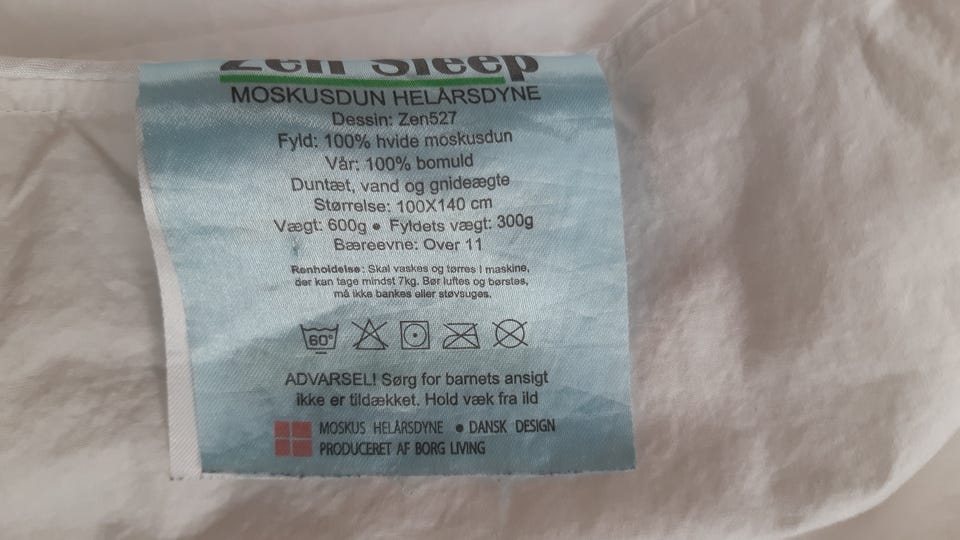 Zen Sleep
MOSKUSDUN HELÅRSDYNE
Dessin: Zen527
Fyld: 100% hvide moskusdun
Vår: 100% bomuld
Duntæt, vand og gnideægte
Størrelse: 100X140 cm
Vægt: 600g • Fyldets vægt: 300g
Bæreevne: Over 11
Renholdelse: Skal vaskes og tørres I maskine,
der kan tage mindst 7kg. Bør luftes og børstes,
må ikke bankes eller støvsuges.
60°
ADVARSEL! Sørg for barnets ansigt
ikke er tildækket. Hold væk fra ild
MOSKUS HELÅRSDYNE • DANSK DESIGN
PRODUCERET AF BORG LIVING